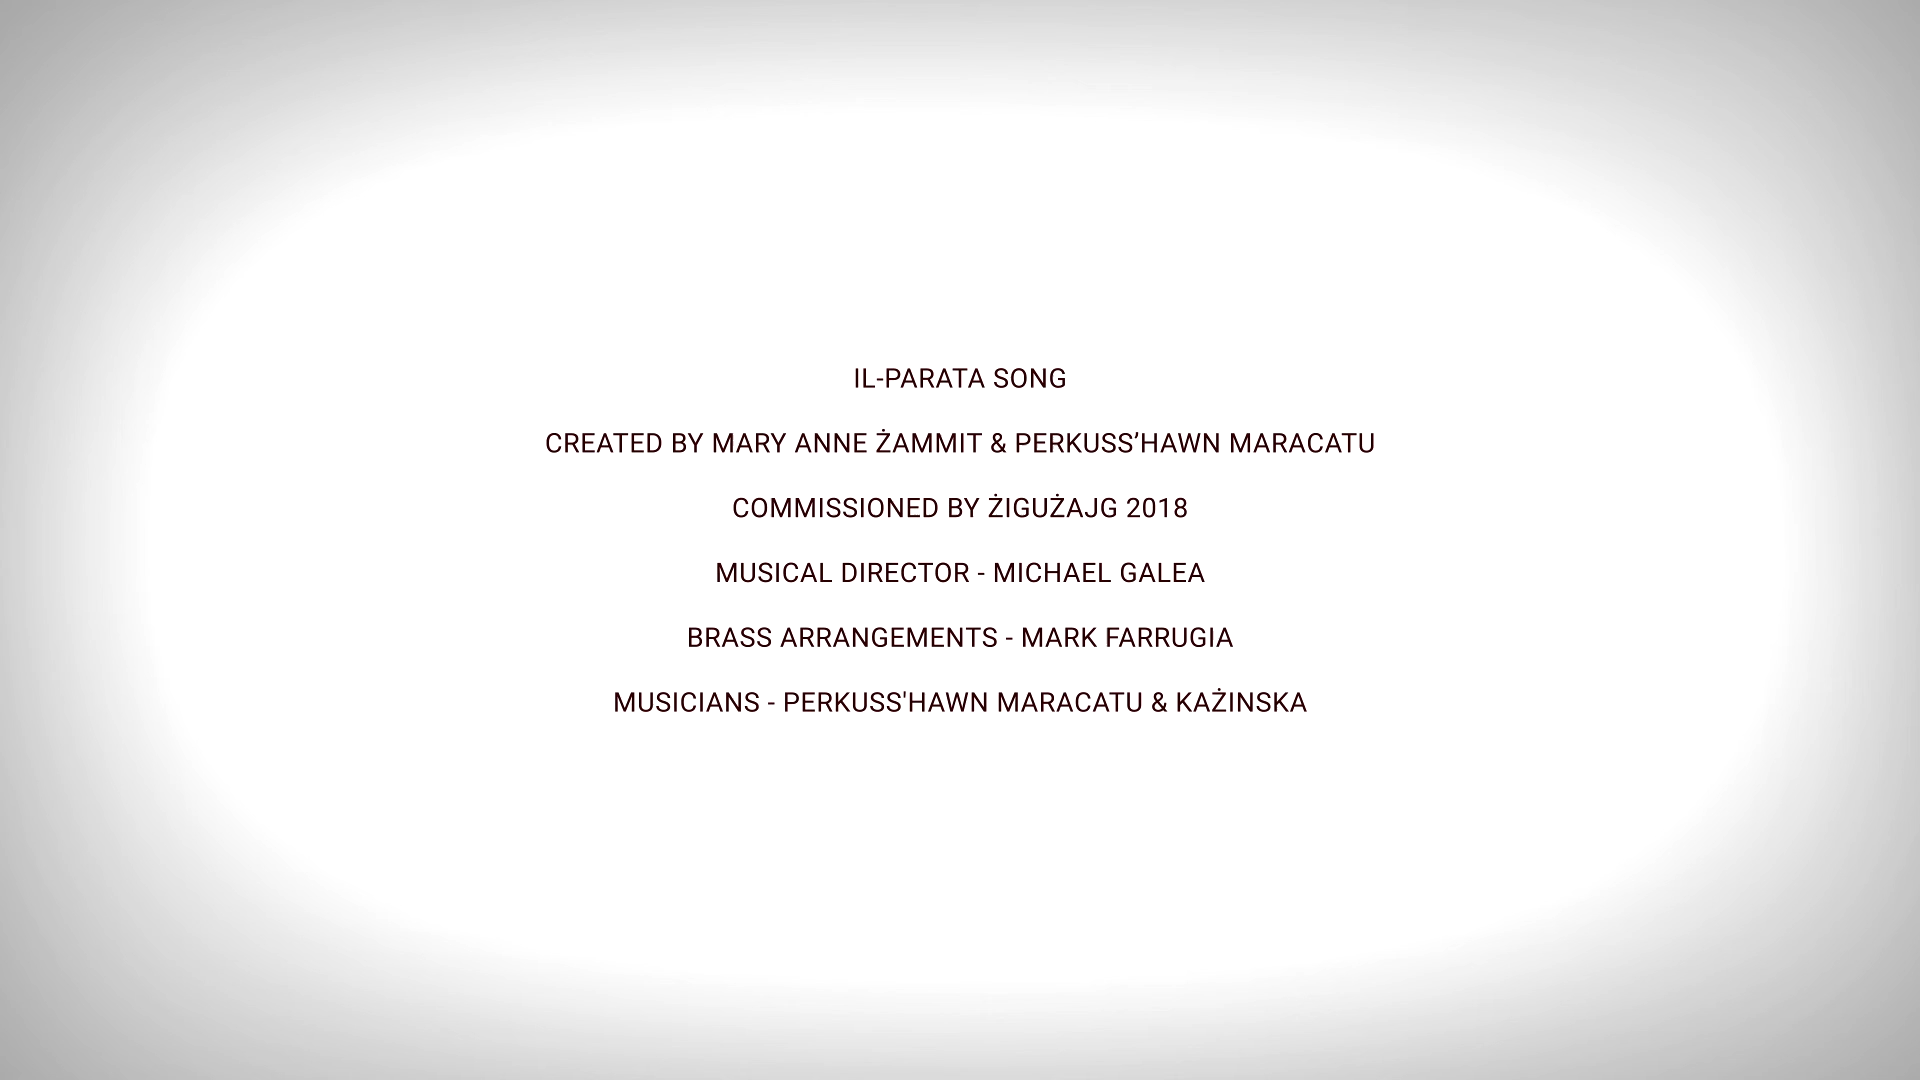 IL-PARATA SONG
CREATED BY MARY ANNE ŻAMMIT & PERKUSS’HAWN MARACATU
COMMISSIONED BY ŻIGUŻAJG 2018
MUSICAL DIRECTOR - MICHAEL GALEA
BRASS ARRANGEMENTS - MARK FARRUGIA
MUSICIANS - PERKUSS'HAWN MARACATU & KAŻINSKA